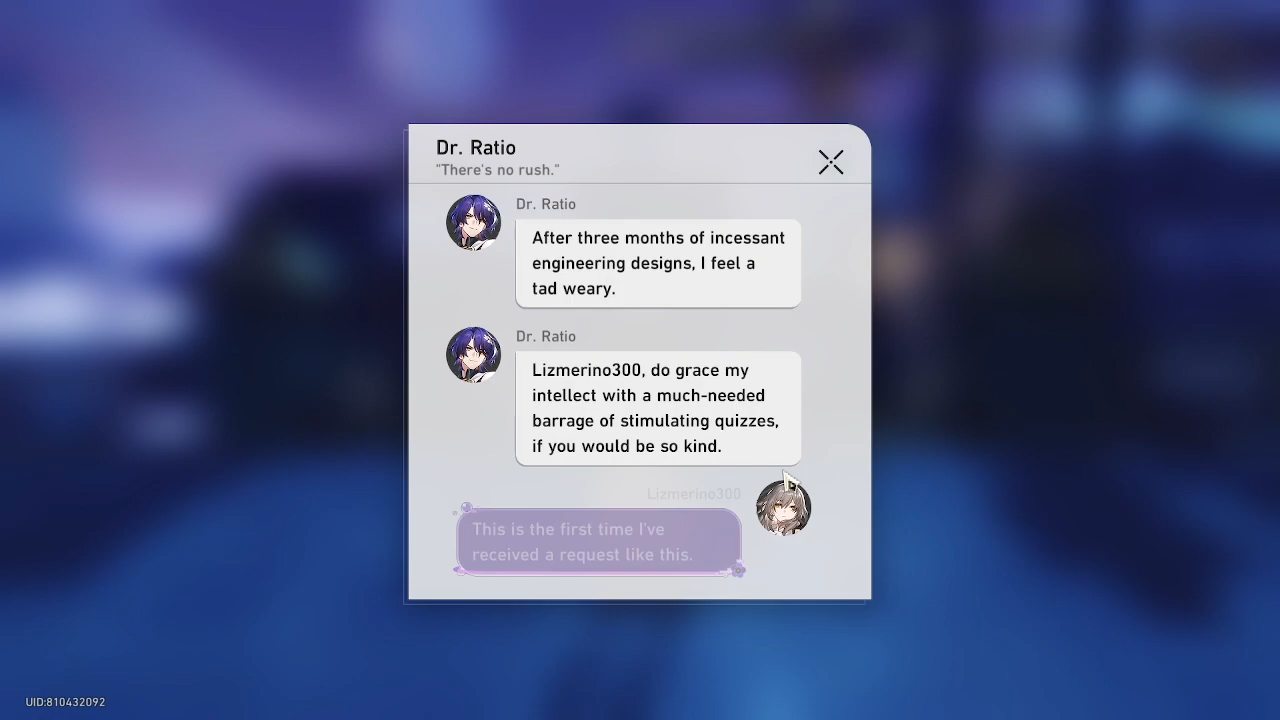 Dr. Ratio
"There's no rush."
Dr. Ratio
After three months of incessant
engineering designs, I feel a
tad weary.
Dr. Ratio
Lizmerino300, do grace my
intellect with a much-needed
barrage of stimulating quizzes,
if you would be so kind.
Lizmerino300
This is the first time I've
received a request like this.
UID:810432092